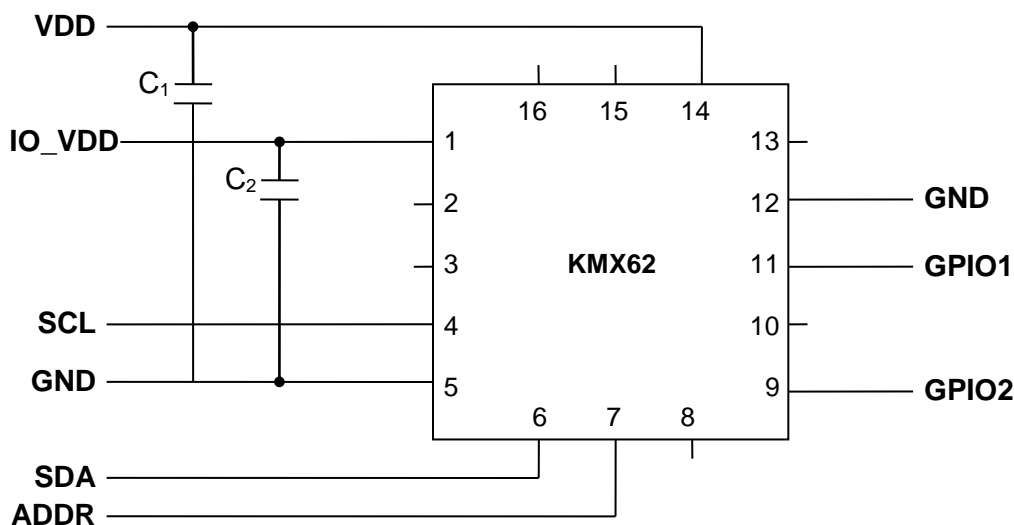 VDD
C₁
16 15 14
IO_VDD
1
13
C₂
2
12
GND
3
KMX62
11
GPIO1
SCL
4
10
GND
5
9
GPIO2
6 7 8
SDA
ADDR